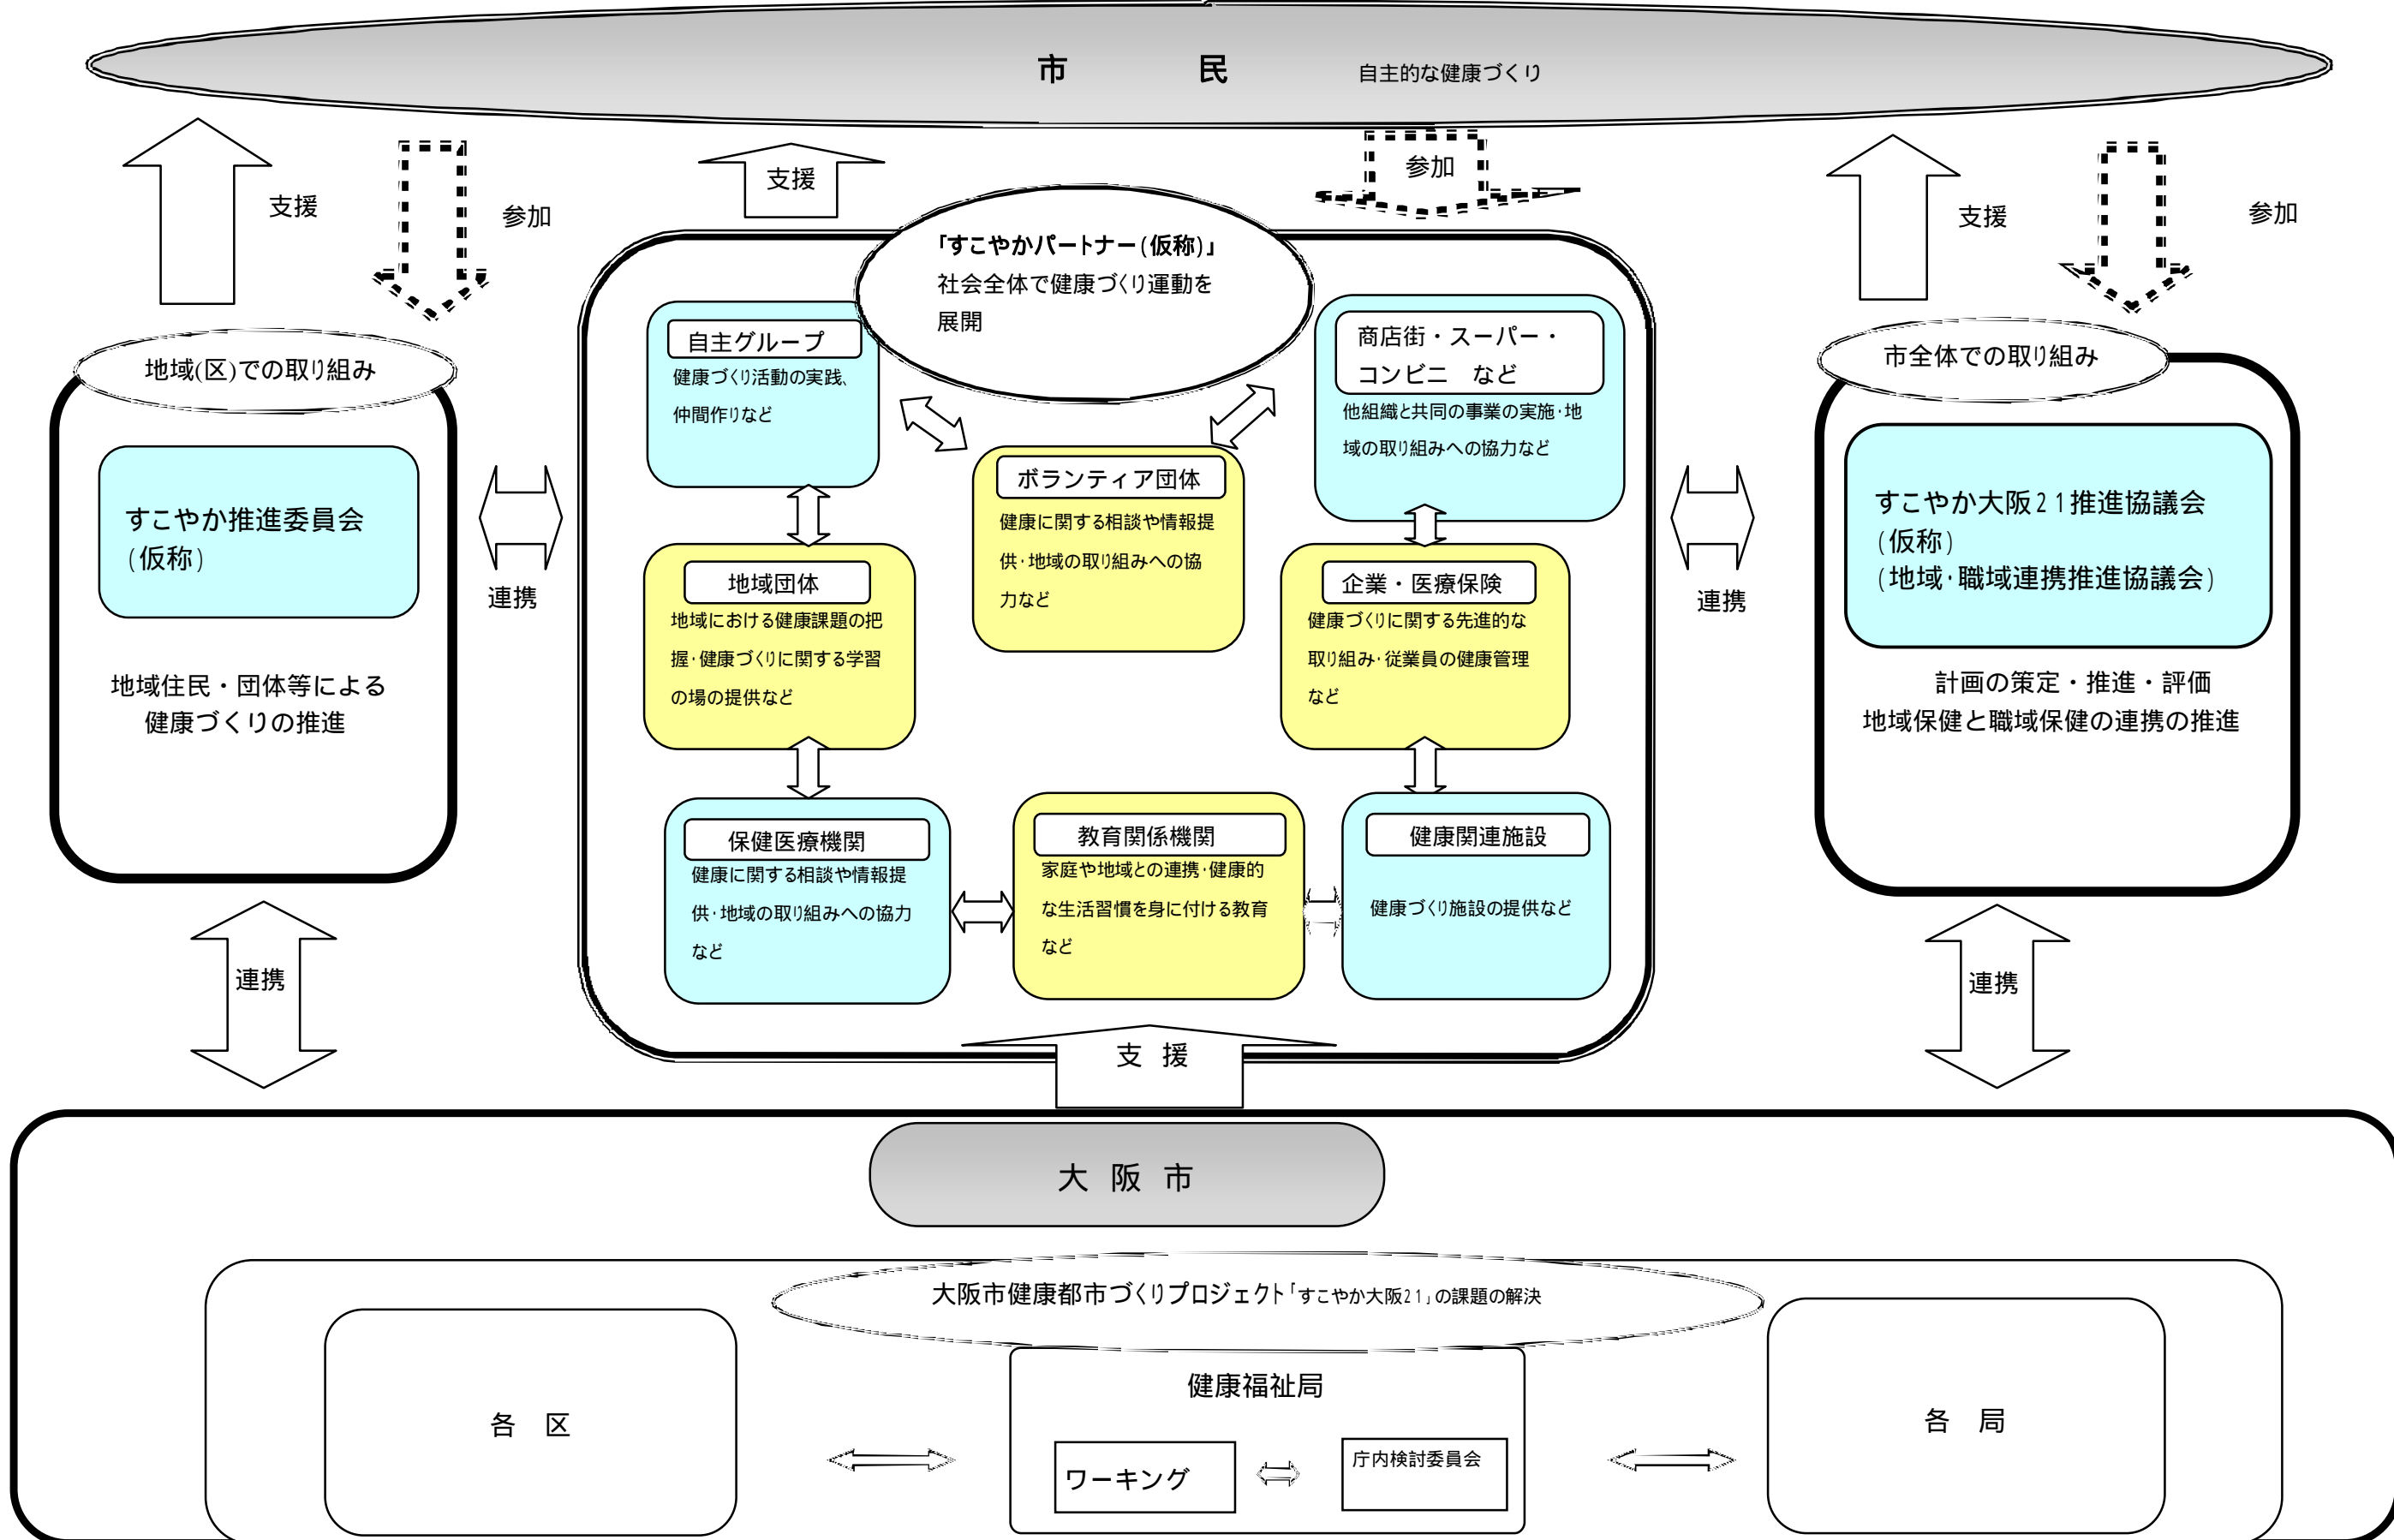 市　民　自主的な健康づくり
支援
参加
支援
参加
支援
参加
「すこやかパートナー(仮称)」
社会全体で健康づくり運動を
展開
地域(区)での取り組み
すこやか推進委員会
(仮称)
地域住民・団体等による
健康づくりの推進
連携
自主グループ
健康づくり活動の実践、
仲間作りなど
商店街・スーパー・
コンビニ　など
他組織と共同の事業の実施・地
域の取り組みへの協力など
ボランティア団体
健康に関する相談や情報提
供・地域の取り組みへの協
力など
地域団体
地域における健康課題の把
握・健康づくりに関する学習
の場の提供など
企業・医療保険
健康づくりに関する先進的な
取り組み・従業員の健康管理
など
保健医療機関
健康に関する相談や情報提
供・地域の取り組みへの協力
など
教育関係機関
家庭や地域との連携・健康的
な生活習慣を身に付ける教育
など
健康関連施設
健康づくり施設の提供など
連携
市全体での取り組み
すこやか大阪21推進協議会
(仮称)
(地域・職域連携推進協議会)
計画の策定・推進・評価
地域保健と職域保健の連携の推進
連携
支 援
連携
大 阪 市
大阪市健康都市づくりプロジェクト「すこやか大阪21」の課題の解決
各　区
健康福祉局
ワーキング
庁内検討委員会
各　局